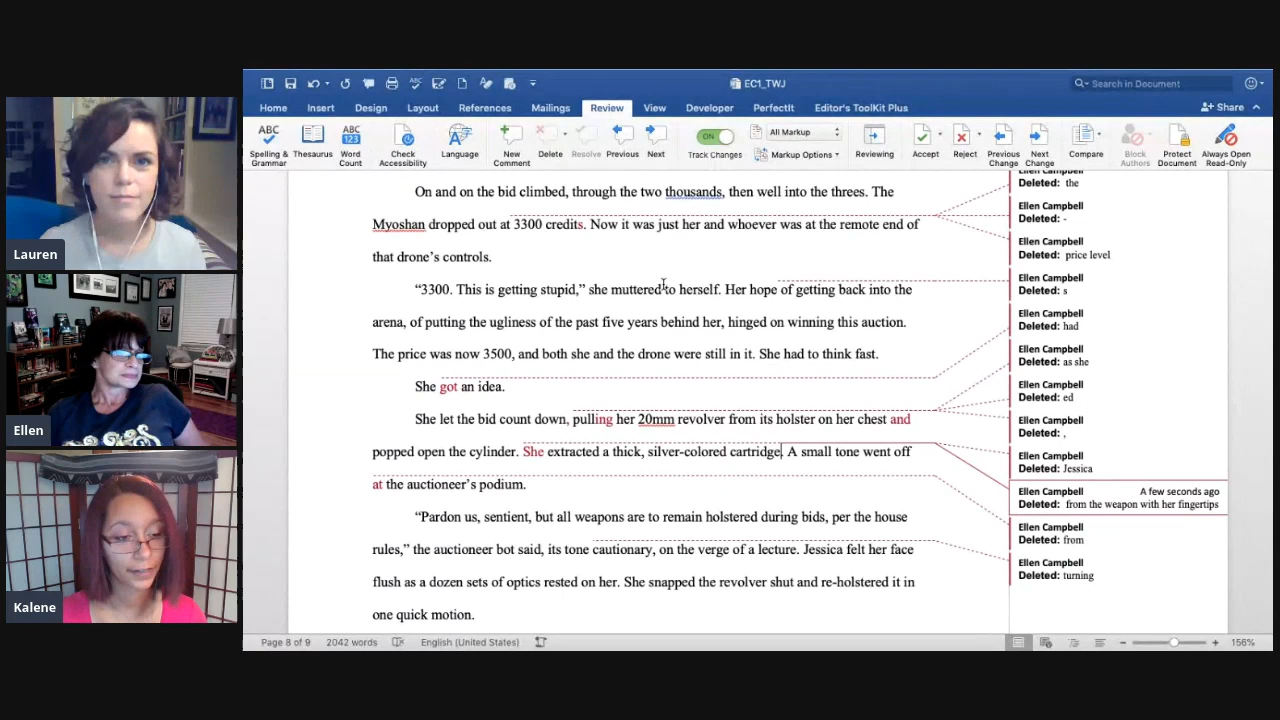 EC1_TWJ
Search in Document
Home Insert Design Layout References Mailings Review View Developer PerfectIt Editor's ToolKit Plus
Share
ABC
ABC
123
ON
All Markup
Markup Options
Spelling & Grammar
Thesaurus
Word Count
Check Accessibility
Language
New Comment
Delete
Resolve
Previous
Next
Track Changes
Reviewing
Accept
Reject
Previous Change
Next Change
Compare
Block Authors
Protect Document
Always Open Read-Only
On and on the bid climbed, through the two thousands, then well into the threes. The
Myoshan dropped out at 3300 credits. Now it was just her and whoever was at the remote end of
that drone’s controls.
“3300. This is getting stupid,” she muttered to herself. Her hope of getting back into the
arena, of putting the ugliness of the past five years behind her, hinged on winning this auction.
The price was now 3500, and both she and the drone were still in it. She had to think fast.
She got an idea.
She let the bid count down, pulling her 20mm revolver from its holster on her chest and
popped open the cylinder. She extracted a thick, silver-colored cartridge. A small tone went off
at the auctioneer’s podium.
“Pardon us, sentient, but all weapons are to remain holstered during bids, per the house
rules,” the auctioneer bot said, its tone cautionary, on the verge of a lecture. Jessica felt her face
flush as a dozen sets of optics rested on her. She snapped the revolver shut and re-holstered it in
one quick motion.
Ellen Campbell
Deleted: the
Ellen Campbell
Deleted: -
Ellen Campbell
Deleted: price level
Ellen Campbell
Deleted: s
Ellen Campbell
Deleted: had
Ellen Campbell
Deleted: as she
Ellen Campbell
Deleted: ed
Ellen Campbell
Deleted: ,
Ellen Campbell
Deleted: Jessica
Ellen Campbell A few seconds ago
Deleted: from the weapon with her fingertips
Ellen Campbell
Deleted: from
Ellen Campbell
Deleted: turning
Page 8 of 9 2042 words English (United States) 156%
Lauren
Ellen
Kalene